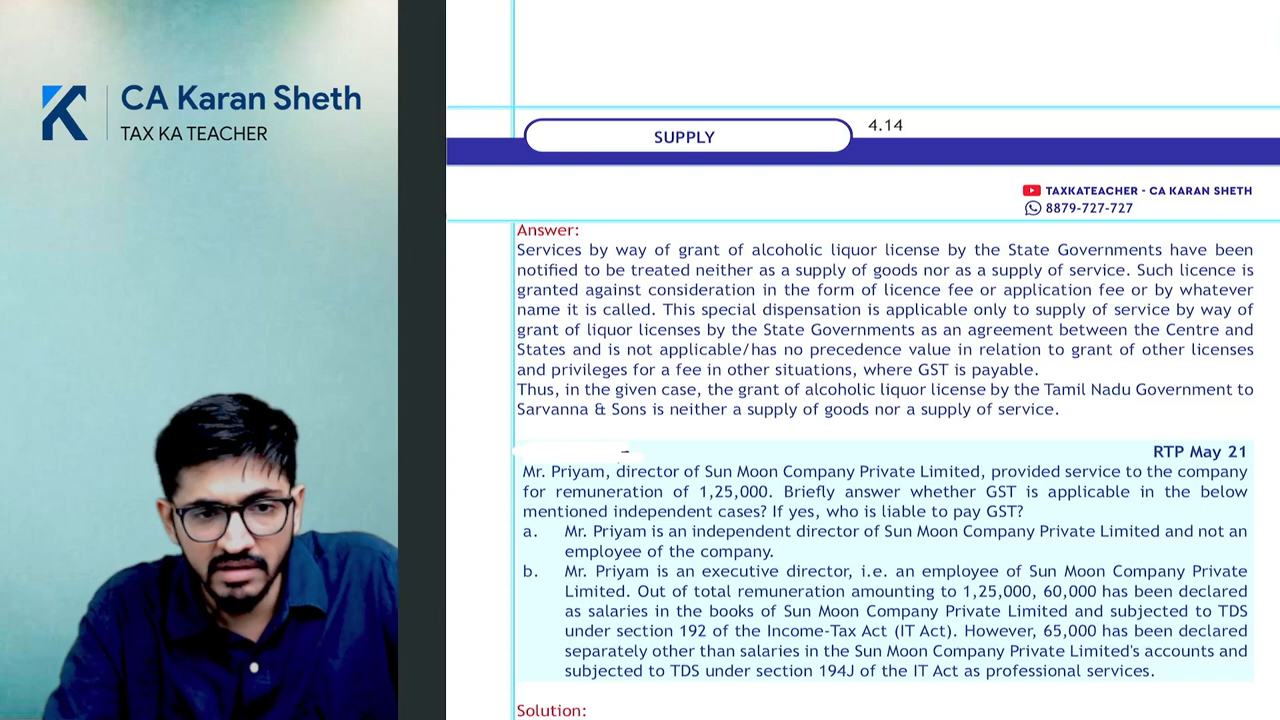 CA Karan Sheth
TAX KA TEACHER
SUPPLY
4.14
TAXKATEACHER - CA KARAN SHETH
8879-727-727
Answer:
Services by way of grant of alcoholic liquor license by the State Governments have been
notified to be treated neither as a supply of goods nor as a supply of service. Such licence is
granted against consideration in the form of licence fee or application fee or by whatever
name it is called. This special dispensation is applicable only to supply of service by way of
grant of liquor licenses by the State Governments as an agreement between the Centre and
States and is not applicable/has no precedence value in relation to grant of other licenses
and privileges for a fee in other situations, where GST is payable.
Thus, in the given case, the grant of alcoholic liquor license by the Tamil Nadu Government to
Sarvanna & Sons is neither a supply of goods nor a supply of service.
RTP May 21
Mr. Priyam, director of Sun Moon Company Private Limited, provided service to the company
for remuneration of 1,25,000. Briefly answer whether GST is applicable in the below
mentioned independent cases? If yes, who is liable to pay GST?
a. Mr. Priyam is an independent director of Sun Moon Company Private Limited and not an
employee of the company.
b. Mr. Priyam is an executive director, i.e. an employee of Sun Moon Company Private
Limited. Out of total remuneration amounting to 1,25,000, 60,000 has been declared
as salaries in the books of Sun Moon Company Private Limited and subjected to TDS
under section 192 of the Income-Tax Act (IT Act). However, 65,000 has been declared
separately other than salaries in the Sun Moon Company Private Limited's accounts and
subjected to TDS under section 194J of the IT Act as professional services.
Solution: